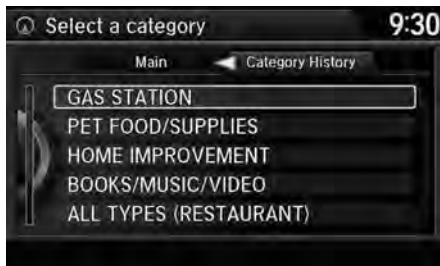 Select a category 9:30
Main Category History
GAS STATION
PET FOOD/SUPPLIES
HOME IMPROVEMENT
BOOKS/MUSIC/VIDEO
ALL TYPES (RESTAURANT)